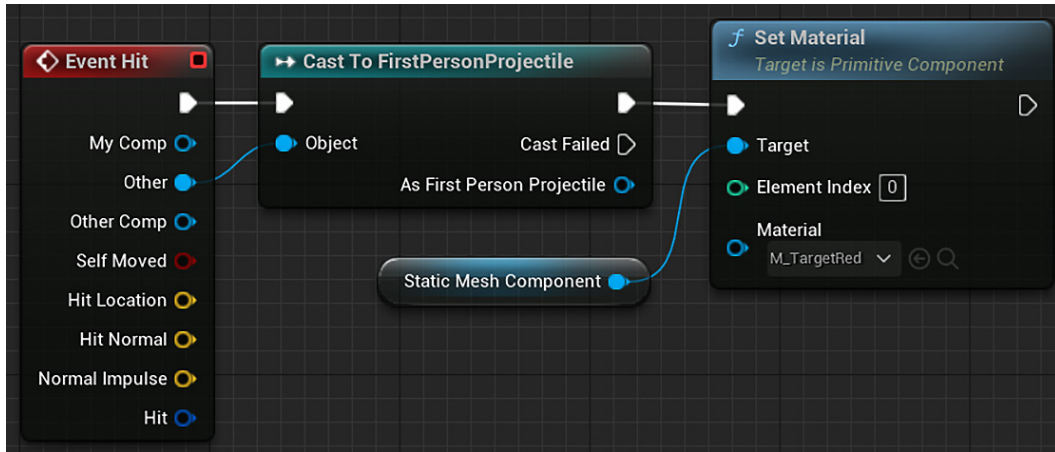 Event Hit
My Comp
Other
Other Comp
Self Moved
Hit Location
Hit Normal
Normal Impulse
Hit
Cast To FirstPersonProjectile
Object
Cast Failed
As First Person Projectile
Static Mesh Component
f Set Material
Target is Primitive Component
Target
Element Index 0
Material
M_TargetRed